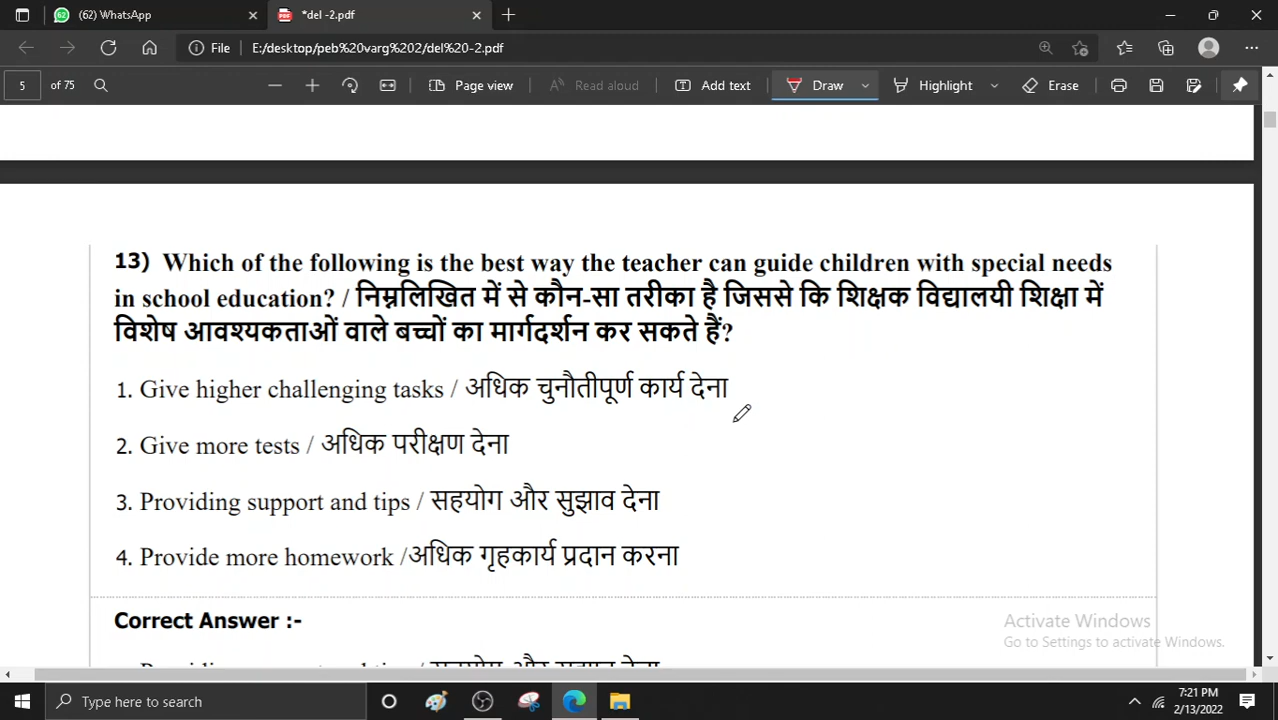 (62) WhatsApp
*del -2.pdf
File E:/desktop/peb%20varg%202/del%20-2.pdf
5 of 75 Page view Read aloud Add text Draw Highlight Erase
13) Which of the following is the best way the teacher can guide children with special needs
in school education? / निम्नलिखित में से कौन-सा तरीका है जिससे कि शिक्षक विद्यालयी शिक्षा में
विशेष आवश्यकताओं वाले बच्चों का मार्गदर्शन कर सकते हैं?
1. Give higher challenging tasks / अधिक चुनौतीपूर्ण कार्य देना
2. Give more tests / अधिक परीक्षण देना
3. Providing support and tips / सहयोग और सुझाव देना
4. Provide more homework /अधिक गृहकार्य प्रदान करना
Correct Answer :-
Activate Windows
Go to Settings to activate Windows.
Type here to search
7:21 PM
2/13/2022